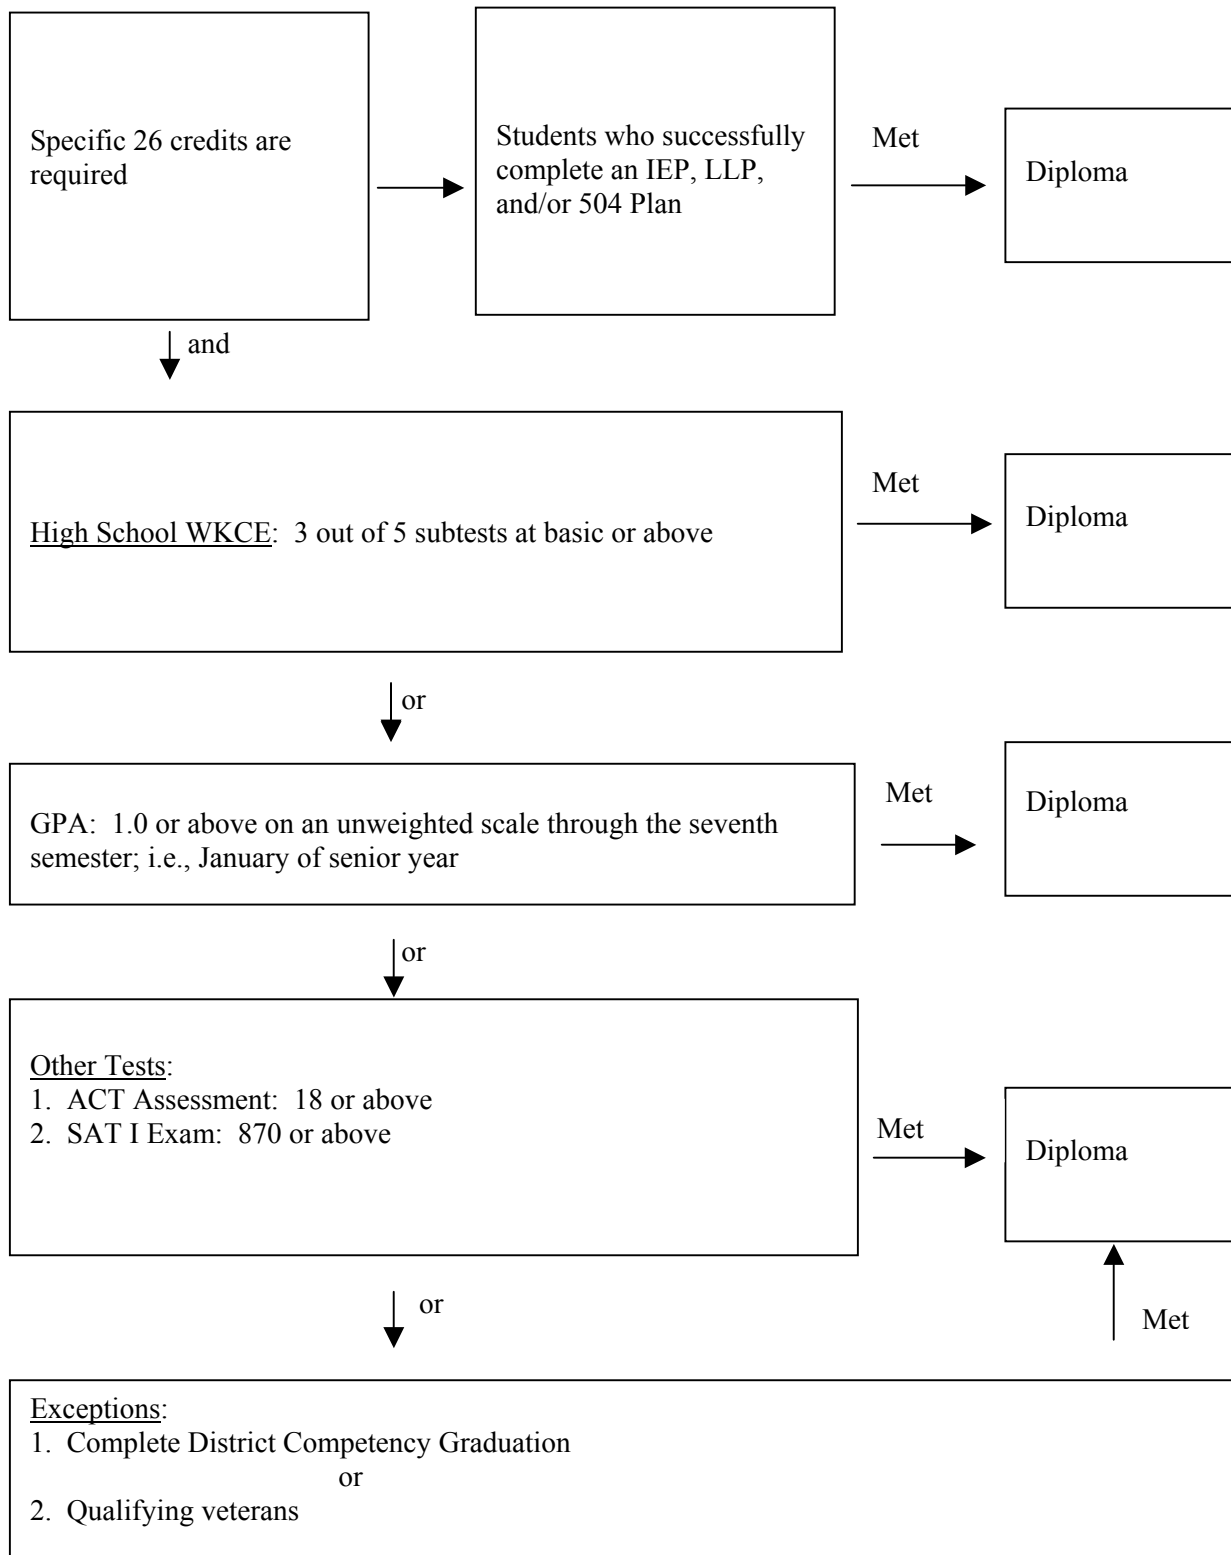 Specific 26 credits are
required
Students who successfully
complete an IEP, LLP,
and/or 504 Plan
Met
Diploma
and
High School WKCE:  3 out of 5 subtests at basic or above
Met
Diploma
or
GPA:  1.0 or above on an unweighted scale through the seventh
semester; i.e., January of senior year
Met
Diploma
or
Other Tests:
1.  ACT Assessment:  18 or above
2.  SAT I Exam:  870 or above
Met
Diploma
or
Met
Exceptions:
1.  Complete District Competency Graduation
or
2.  Qualifying veterans